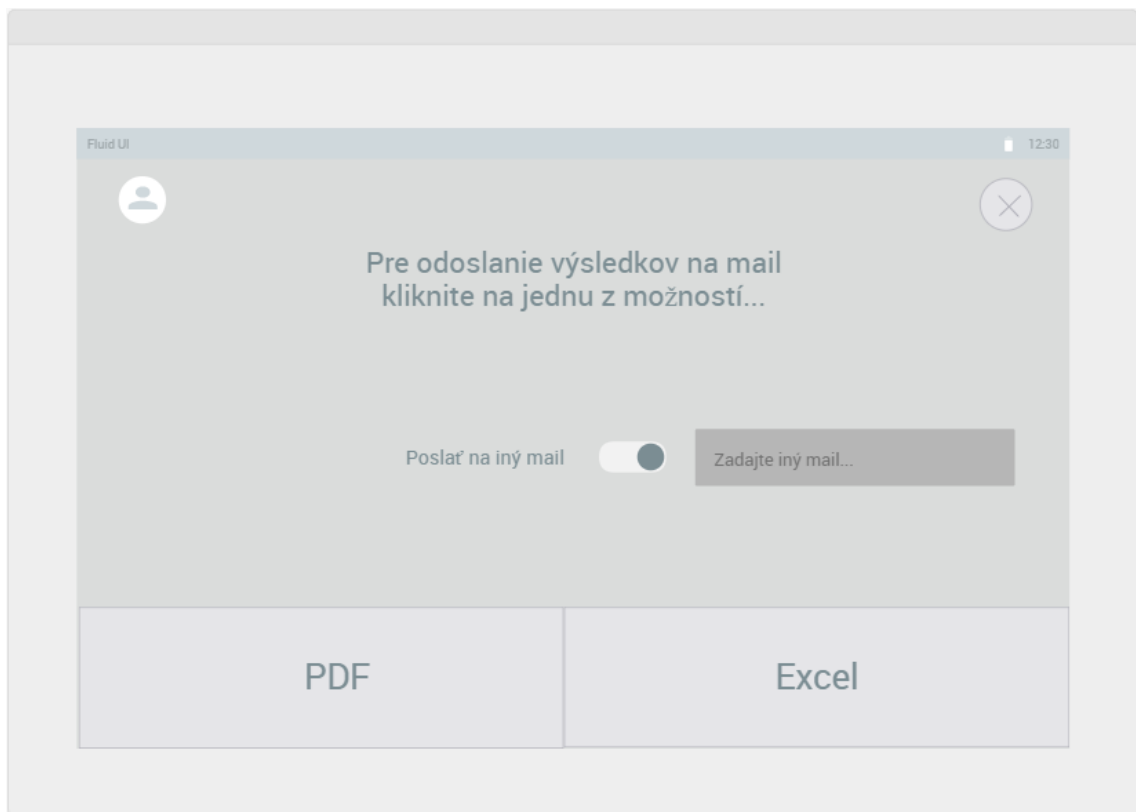 Fluid UI
12:30
Pre odoslanie výsledkov na mail
kliknite na jednu z možností...
Poslať na iný mail
Zadajte iný mail...
PDF
Excel